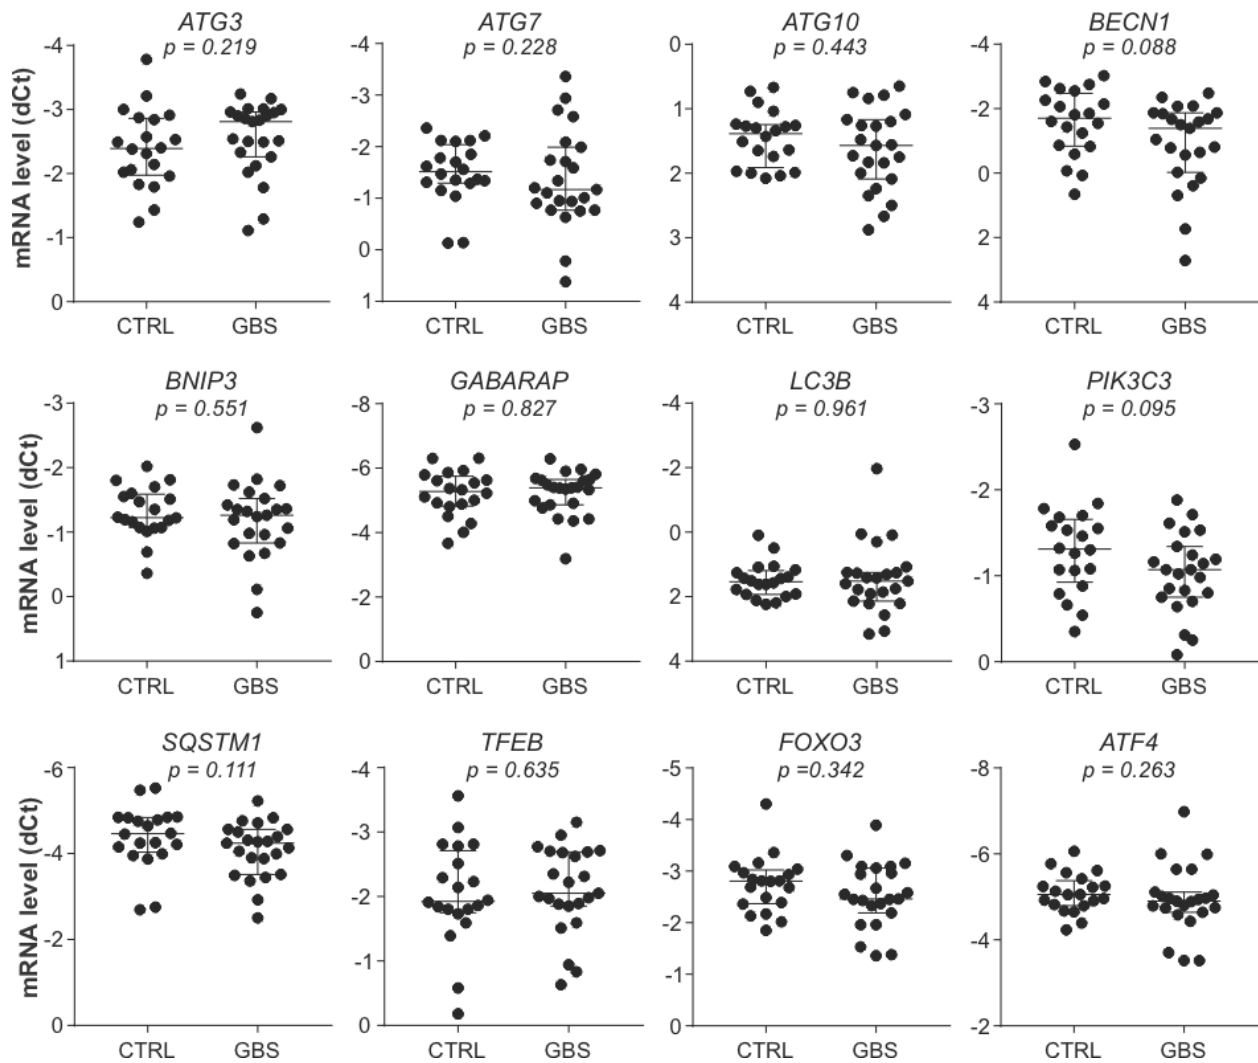 ATG3
p = 0.219
ATG7
p = 0.228
ATG10
p = 0.443
BECN1
p = 0.088
mRNA level (dCt)
-4
-3
-2
-1
0
CTRL
GBS
-4
-3
-2
-1
0
1
CTRL
GBS
0
1
2
3
4
CTRL
GBS
-4
-2
0
2
4
CTRL
GBS
BNIP3
p = 0.551
GABARAP
p = 0.827
LC3B
p = 0.961
PIK3C3
p = 0.095
mRNA level (dCt)
-3
-2
-1
0
1
CTRL
GBS
-8
-6
-4
-2
0
CTRL
GBS
-4
-2
0
2
4
CTRL
GBS
-3
-2
-1
0
CTRL
GBS
SQSTM1
p = 0.111
TFEB
p = 0.635
FOXO3
p =0.342
ATF4
p = 0.263
mRNA level (dCt)
-6
-4
-2
0
CTRL
GBS
-4
-3
-2
-1
0
CTRL
GBS
-5
-4
-3
-2
-1
0
CTRL
GBS
-8
-6
-4
-2
CTRL
GBS